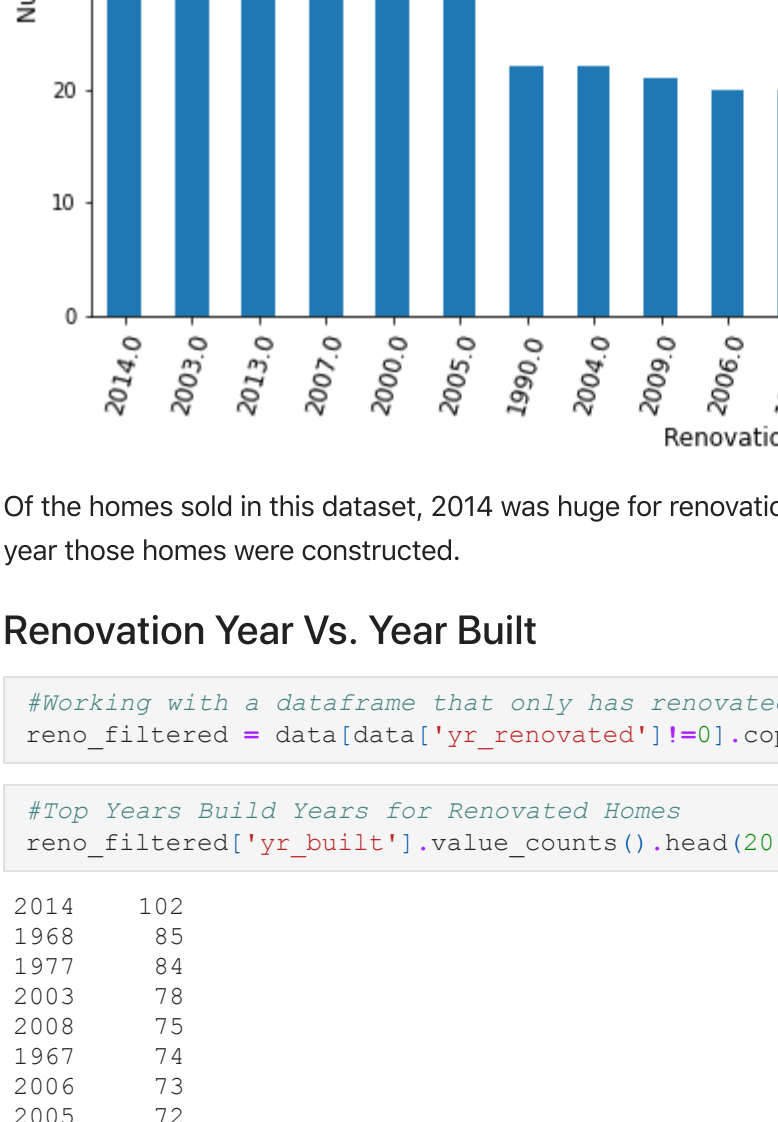 20
10
0
2014.0 2003.0 2013.0 2007.0 2000.0 2005.0 1990.0 2004.0 2009.0 2006.0
Of the homes sold in this dataset, 2014 was huge for
year those homes were constructed.
Renovation Year Vs. Year Built
#Working with a dataframe that only has
reno_filtered = data[data['yr_renovated']!=0].
#Top Years Build Years for Renovated Homes
reno_filtered['yr_built'].value_counts().head(20
2014 102
1968 85
1977 84
2003 78
2008 75
1967 74
2006 73
2005 72